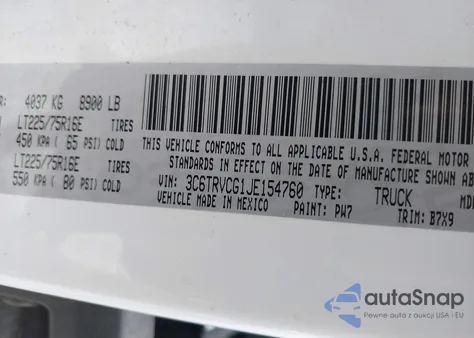 R: 4037 KG 8900 LB
LT225/75R16E TIRES
450 KPA ( 65 PSI) COLD
LT225/75R16E TIRES
550 KPA ( 80 PSI) COLD
THIS VEHICLE CONFORMS TO ALL APPLICABLE U.S.A. FEDERAL MOTOR
STANDARDS IN EFFECT ON THE DATE OF MANUFACTURE SHOWN AB
VIN: 3C6TRVCG1JE154760 TYPE: TRUCK MD
VEHICLE MADE IN MEXICO PAINT: PW7 TRIM: B7X9
autoSnap
Pewne auta z aukcji USA i EU